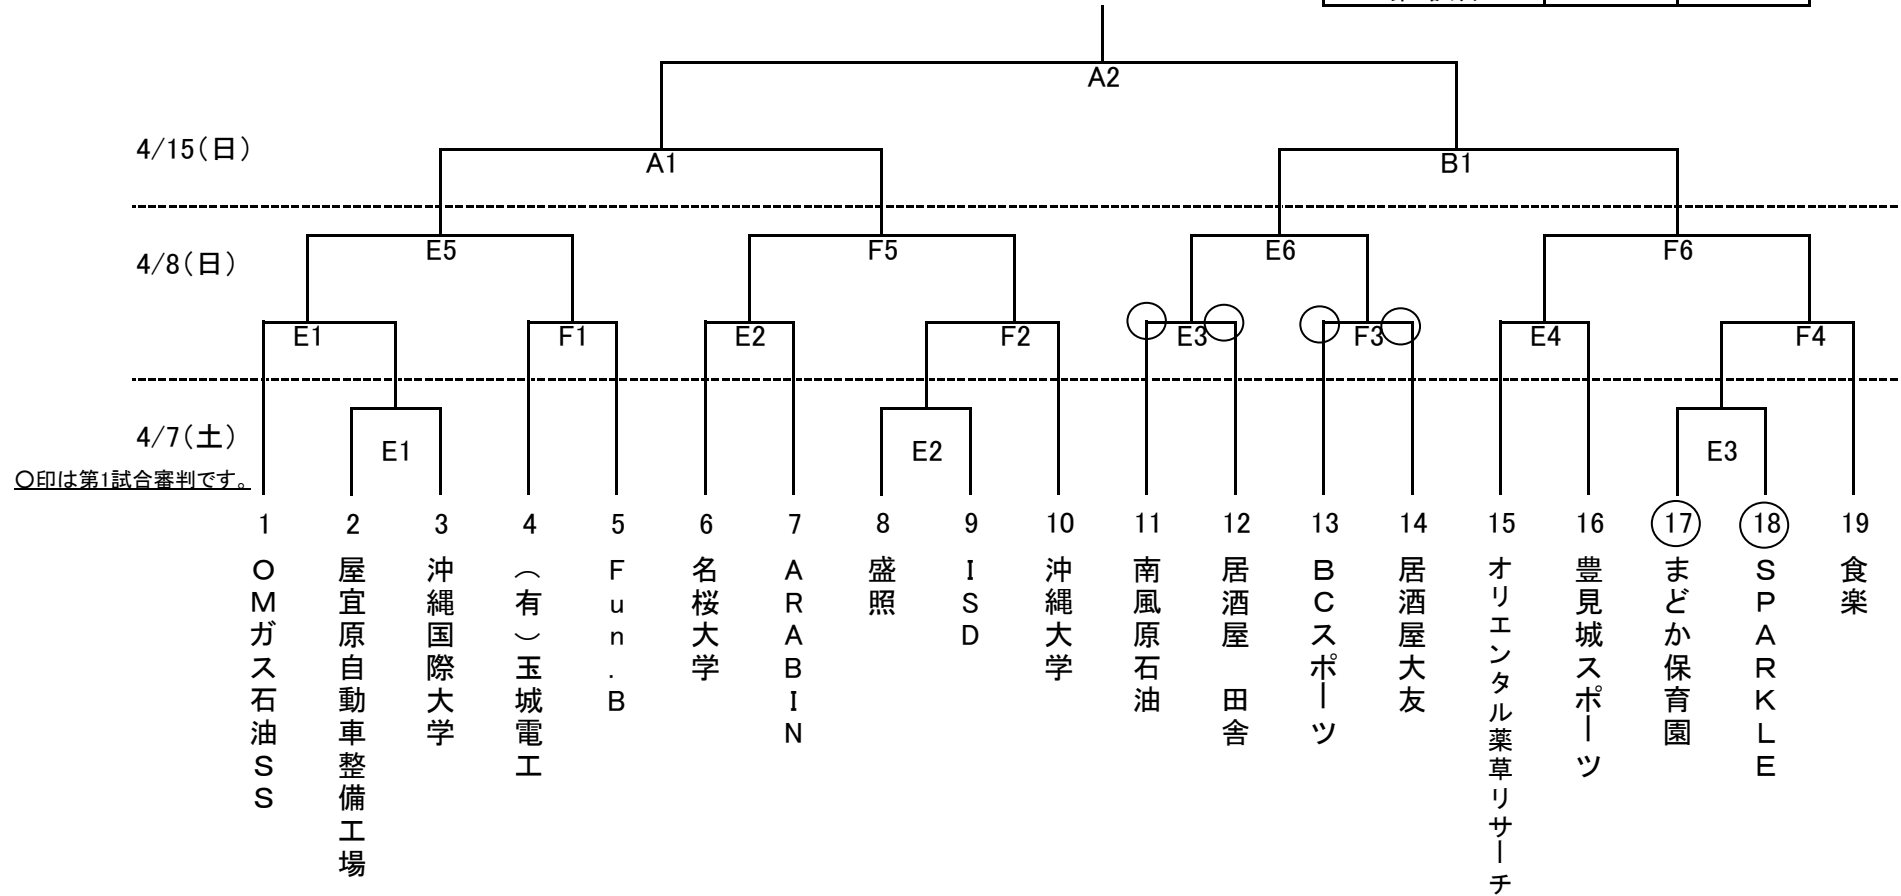 A2
4/15(日)
A1
B1
E5
F5
E6
F6
4/8(日)
E1
F1
E2
F2
E3
F3
E4
F4
4/7(土)
E1
E2
E3
○印は第1試合審判です。
1
2
3
4
5
6
7
8
9
10
11
12
13
14
15
16
17
18
19
OMガス石油SS
屋宜原自動車整備工場
沖縄国際大学
(有)玉城電工
Fun.B
名桜大学
ARABIN
盛照
ISD
沖縄大学
南風原石油
居酒屋 田舎
BCスポーツ
居酒屋大友
オリエンタル薬草リサーチ
豊見城スポーツ
まどか保育園
SPARKLE
食楽